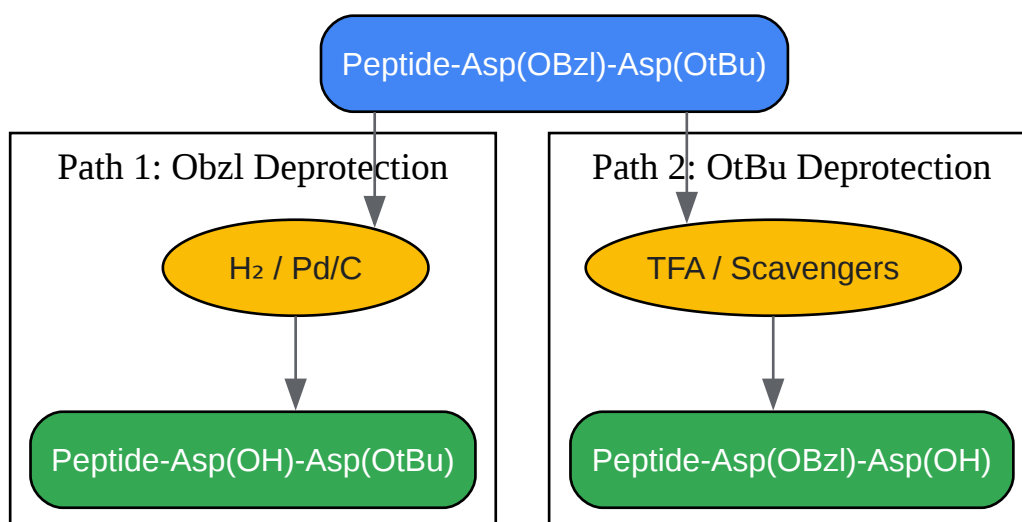 Peptide-Asp(OBzl)-Asp(OtBu)
Path 1: Obzl Deprotection
Path 2: OtBu Deprotection
H₂ / Pd/C
TFA / Scavengers
Peptide-Asp(OH)-Asp(OtBu)
Peptide-Asp(OBzl)-Asp(OH)